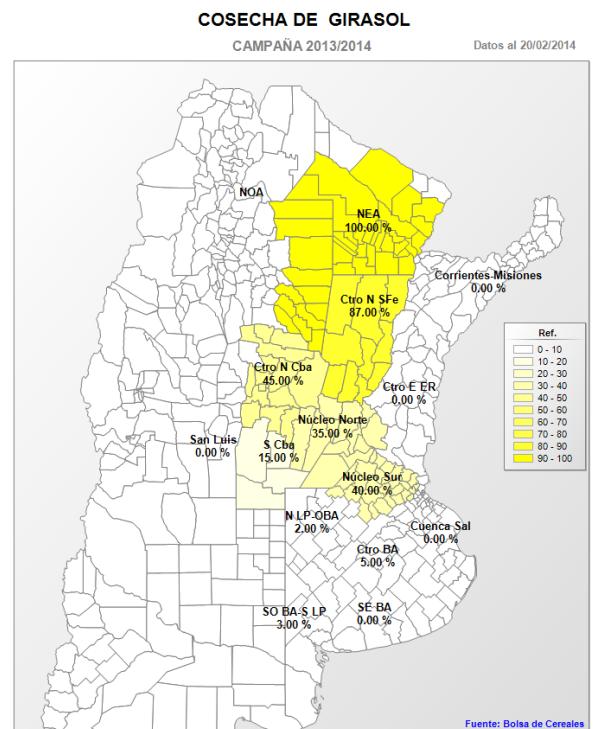 COSECHA DE GIRASOL
CAMPAÑA 2013/2014
Datos al 20/02/2014
NOA
NEA
100.00 %
Corrientes-Misiones
0.00 %
Ctro N SFe
87.00 %
Ref.
0 - 10
10 - 20
20 - 30
30 - 40
40 - 50
50 - 60
60 - 70
70 - 80
80 - 90
90 - 100
Ctro N Cba
45.00 %
Ctro E ER
0.00 %
Núcleo Norte
35.00 %
San Luis
0.00 %
S Cba
15.00 %
Núcleo Sur
40.00 %
N LP-OBA
2.00 %
Cuenca Sal
0.00 %
Ctro BA
5.00 %
SO BA-S LP
3.00 %
SE BA
0.00 %
Fuente: Bolsa de Cereales